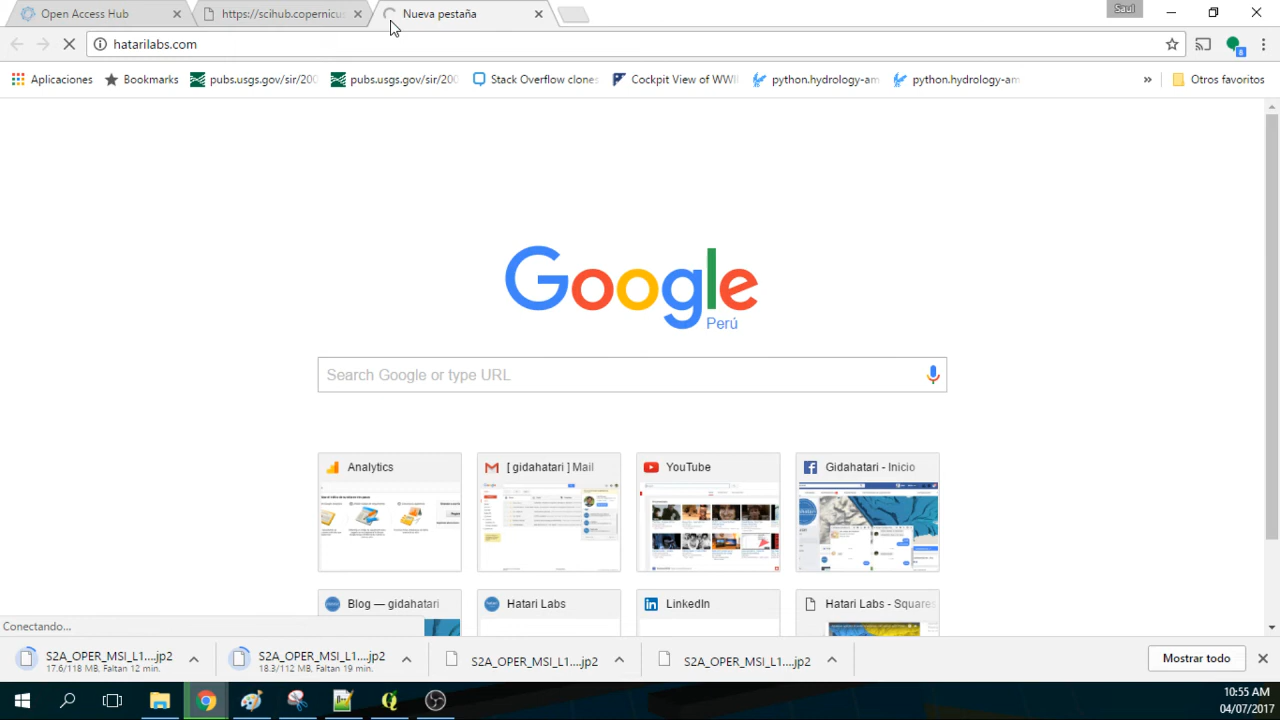 Open Access Hub
https://scihub.copernicus
Nueva pestaña
Saul
hatarilabs.com
Aplicaciones
Bookmarks
pubs.usgs.gov/sir/200
pubs.usgs.gov/sir/200
Stack Overflow clones
Cockpit View of WWI
python.hydrology-am
python.hydrology-am
»
Otros favoritos
Google
Perú
Search Google or type URL
Analytics
[ gidahatari ] Mail
YouTube
Gidahatari - Inicio
Blog — gidahatari
Hatari Labs
LinkedIn
Hatari Labs - Squares
Conectando...
S2A_OPER_MSI_L1....jp2
17.6/118 MB. Faltan 12 min.
S2A_OPER_MSI_L1....jp2
18.3/112 MB. Faltan 19 min.
S2A_OPER_MSI_L1....jp2
S2A_OPER_MSI_L1....jp2
Mostrar todo
10:55 AM
04/07/2017